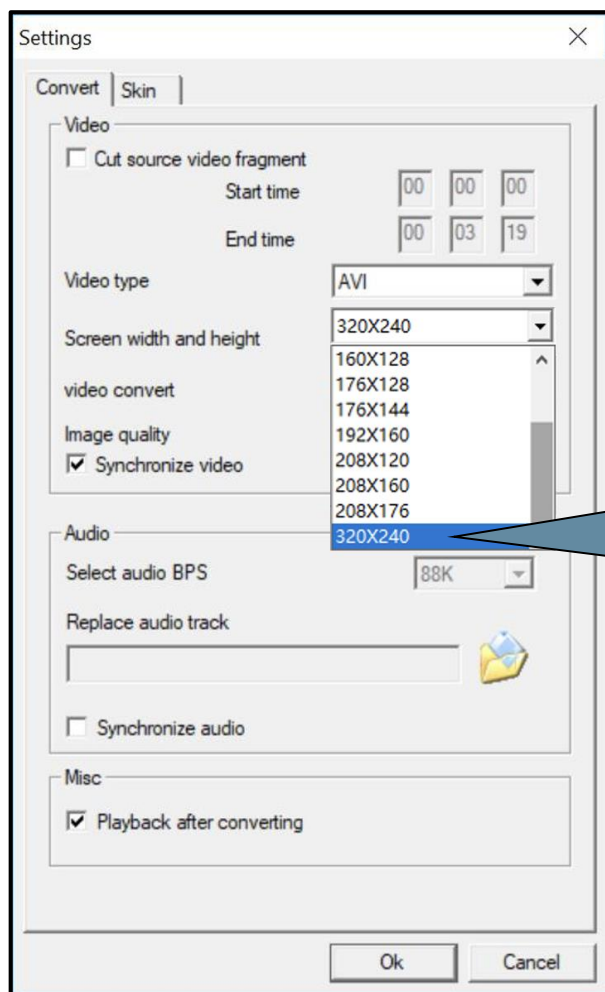 Settings
Convert Skin
Video
Cut source video fragment
Start time 00 00 00
End time 00 03 19
Video type AVI
Screen width and height 320X240
160X128
video convert 176X128
176X144
Image quality 192X160
Synchronize video 208X120
208X160
208X176
Audio 320X240
Select audio BPS 88K
Replace audio track
Synchronize audio
Misc
Playback after converting
Ok Cancel